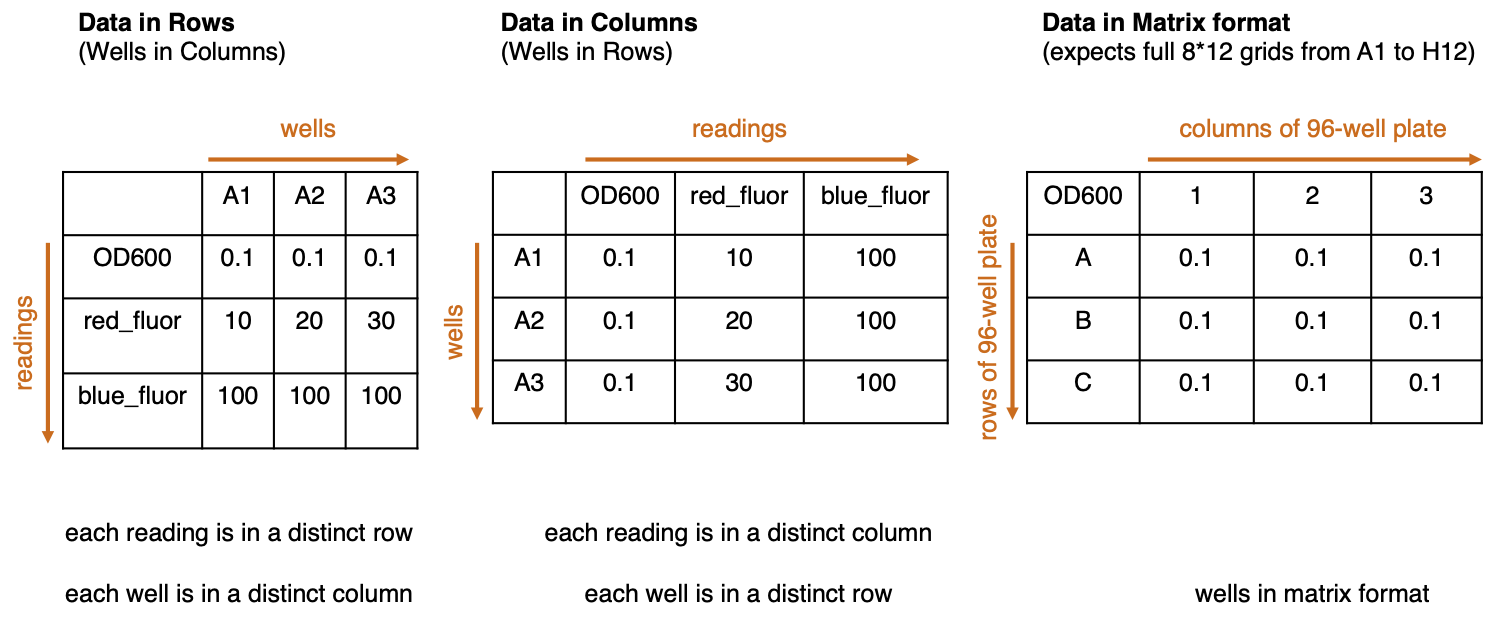 Data in Rows
(Wells in Columns)
wells
readings
A1 A2 A3
OD600 0.1 0.1 0.1
red_fluor 10 20 30
blue_fluor 100 100 100
each reading is in a distinct row
each well is in a distinct column
Data in Columns
(Wells in Rows)
readings
wells
OD600 red_fluor blue_fluor
A1 0.1 10 100
A2 0.1 20 100
A3 0.1 30 100
each reading is in a distinct column
each well is in a distinct row
Data in Matrix format
(expects full 8*12 grids from A1 to H12)
columns of 96-well plate
rows of 96-well plate
OD600 1 2 3
A 0.1 0.1 0.1
B 0.1 0.1 0.1
C 0.1 0.1 0.1
wells in matrix format